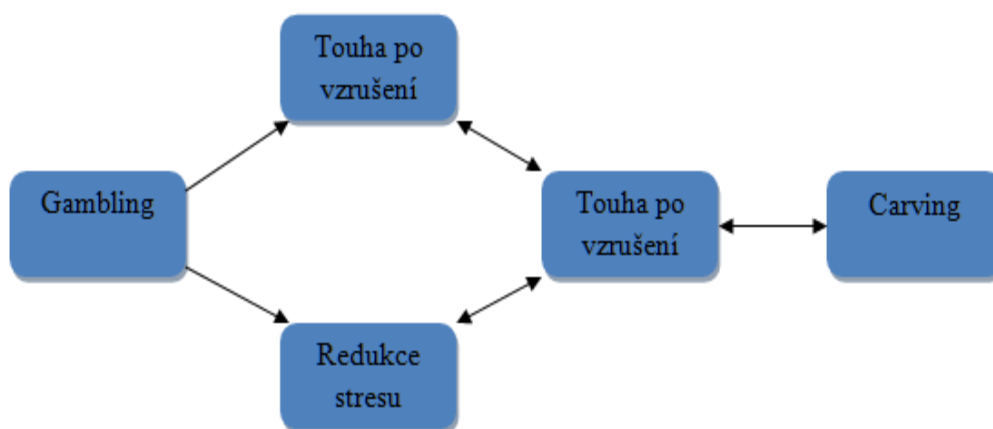 Touha po
vzrušení
Gambling
Touha po
vzrušení
Carving
Redukce
stresu